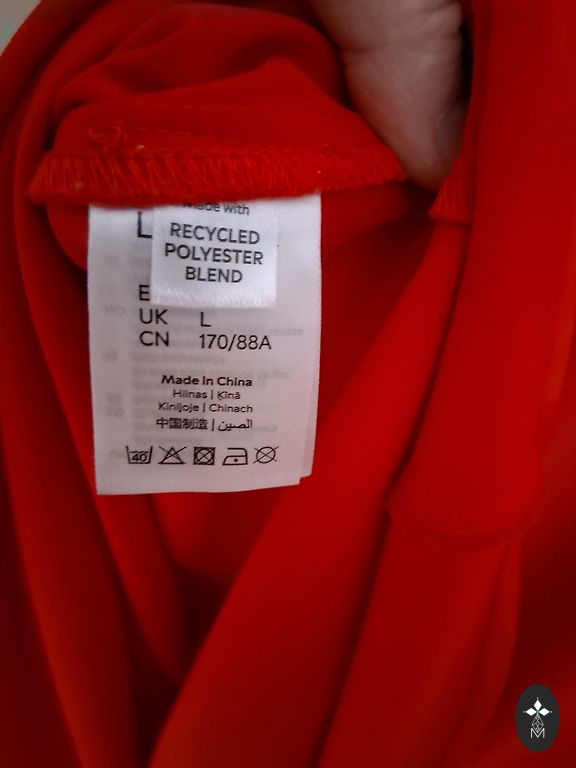 Made with
RECYCLED
POLYESTER
BLEND
L
E
UK L
CN 170/88A
Made in China
Hiinas | Ķīnā
Kinijoje | Chinach
中国制造 | الصين
40
M